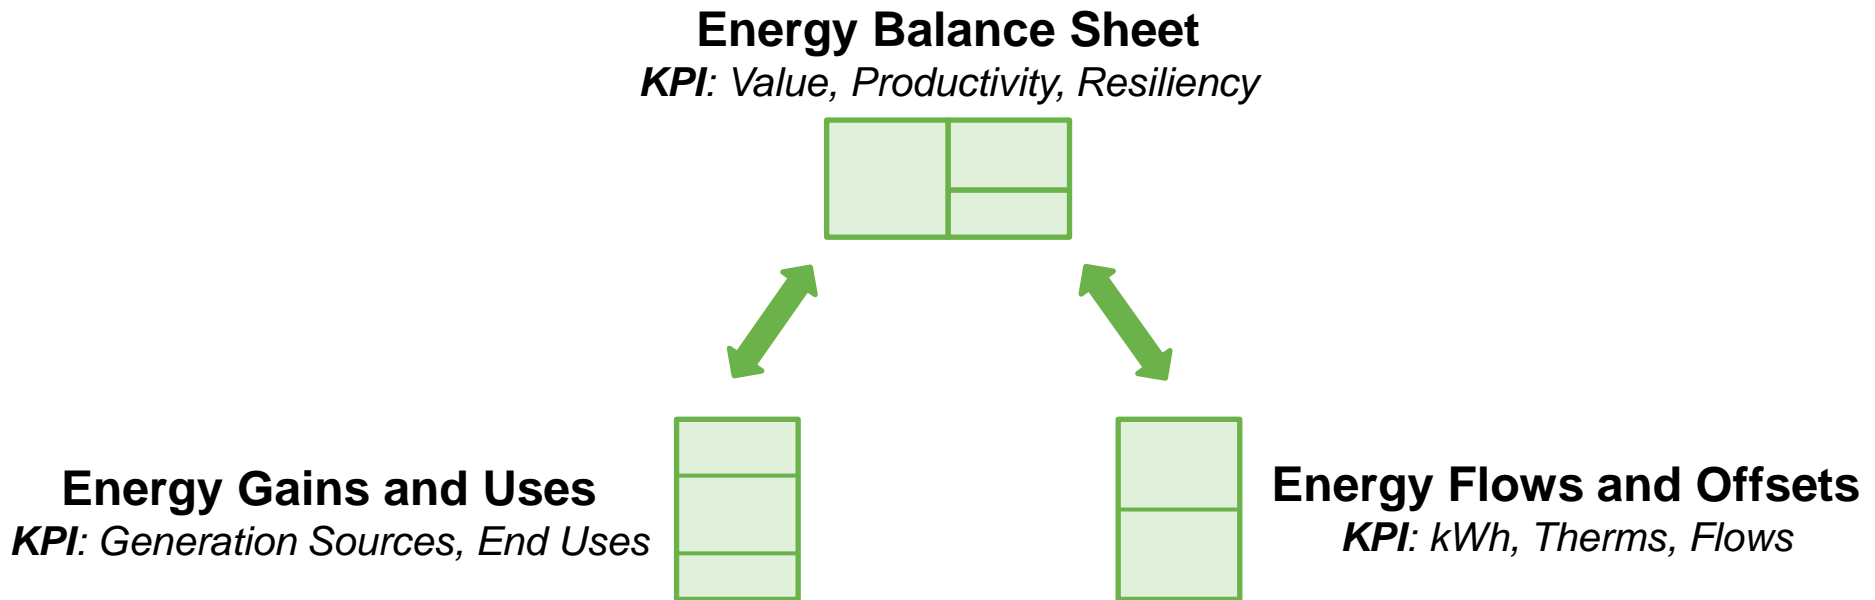 Energy Balance Sheet
KPI: Value, Productivity, Resiliency
Energy Gains and Uses
KPI: Generation Sources, End Uses
Energy Flows and Offsets
KPI: kWh, Therms, Flows